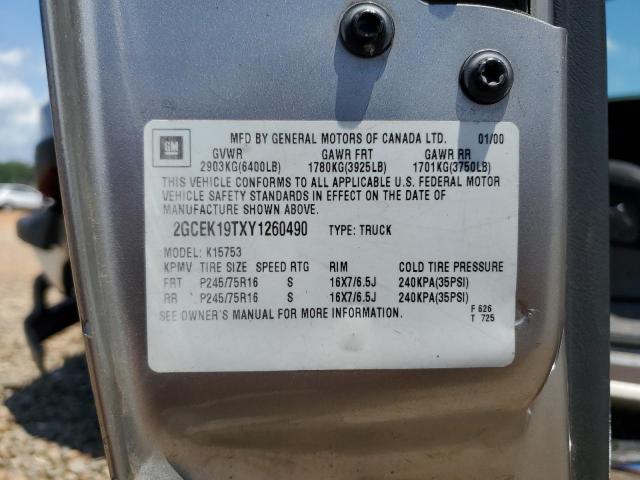 GM
MFD BY GENERAL MOTORS OF CANADA LTD. 01/00
GVWR GAWR FRT GAWR RR
2903KG(6400LB) 1780KG(3925LB) 1701KG(3750LB)
THIS VEHICLE CONFORMS TO ALL APPLICABLE U.S. FEDERAL MOTOR
VEHICLE SAFETY STANDARDS IN EFFECT ON THE DATE OF
MANUFACTURE SHOWN ABOVE.
2GCEK19TXY1260490 TYPE: TRUCK
MODEL: K15753
KPMV TIRE SIZE SPEED RTG RIM COLD TIRE PRESSURE
FRT P245/75R16 S 16X7/6.5J 240KPA(35PSI)
RR P245/75R16 S 16X7/6.5J 240KPA(35PSI)
SEE OWNER'S MANUAL FOR MORE INFORMATION.
F 626
T 725